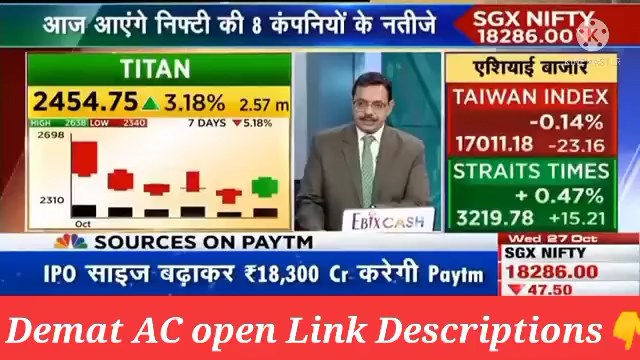 आज आएंगे निफ्टी की 8 कंपनियों के नतीजे
SGX NIFTY
18286.00
TITAN
2454.75 ▲ 3.18% 2.57 m
HIGH 2638 LOW 2340 7 DAYS ▼ 5.18%
2698
2310
Oct
EBIXCASH
एशियाई बाजार
TAIWAN INDEX
-0.14%
17011.18 -23.16
STRAITS TIMES
+ 0.47%
3219.78 +15.21
SOURCES ON PAYTM
IPO साइज बढ़ाकर ₹18,300 Cr करेगी Paytm
Wed 27 Oct
SGX NIFTY
18286.00
▼ 47.50
Demat AC open Link Descriptions👇